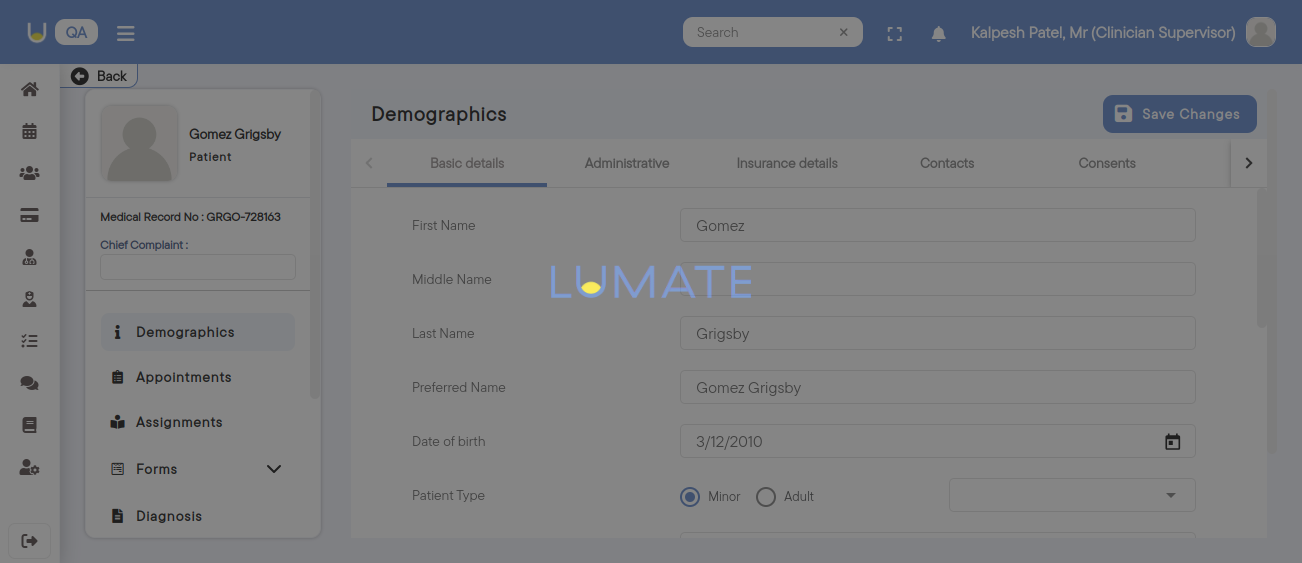 QA
Search
Kalpesh Patel, Mr (Clinician Supervisor)
Back
Gomez Grigsby
Patient
Medical Record No : GRGO-728163
Chief Complaint :
Demographics
Appointments
Assignments
Forms
Diagnosis
Demographics
Save Changes
Basic details
Administrative
Insurance details
Contacts
Consents
First Name
Gomez
Middle Name
LUMATE
Last Name
Grigsby
Preferred Name
Gomez Grigsby
Date of birth
3/12/2010
Patient Type
Minor
Adult